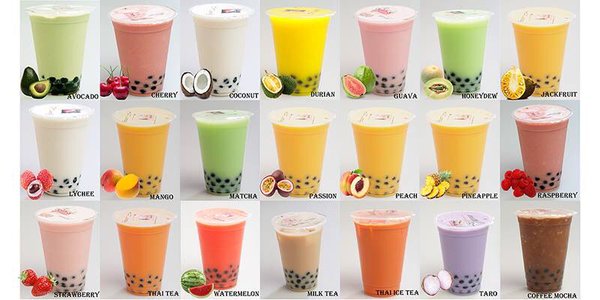 AVOCADO
CHERRY
COCONUT
DURIAN
GUAVA
HONEYDEW
JACKFRUIT
LYCHEE
MANGO
MATCHA
PASSION
PEACH
PINEAPPLE
RASPBERRY
STRAWBERRY
THAI TEA
WATERMELON
MILK TEA
THAI ICE TEA
TARO
COFFEE MOCHA